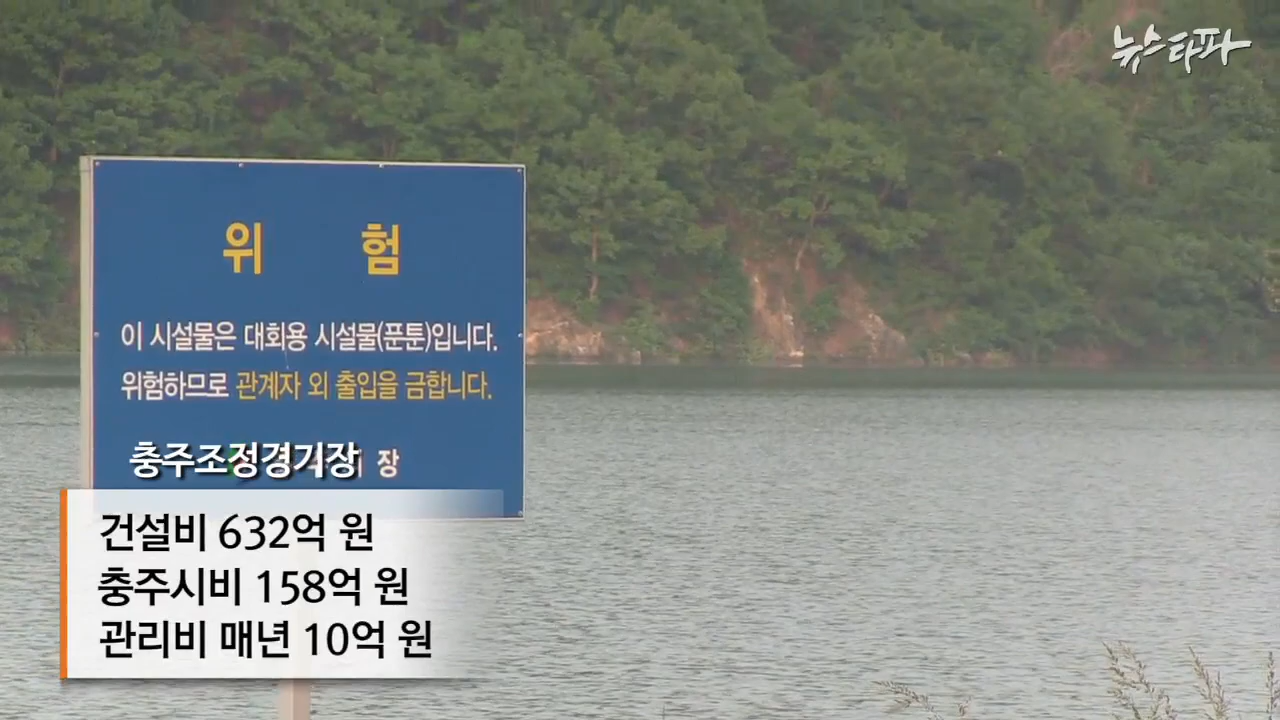 뉴스타파
위 험
이 시설물은 대회용 시설물(푼툰)입니다.
위험하므로 관계자 외 출입을 금합니다.
장
충주조정경기장
건설비 632억 원
충주시비 158억 원
관리비 매년 10억 원